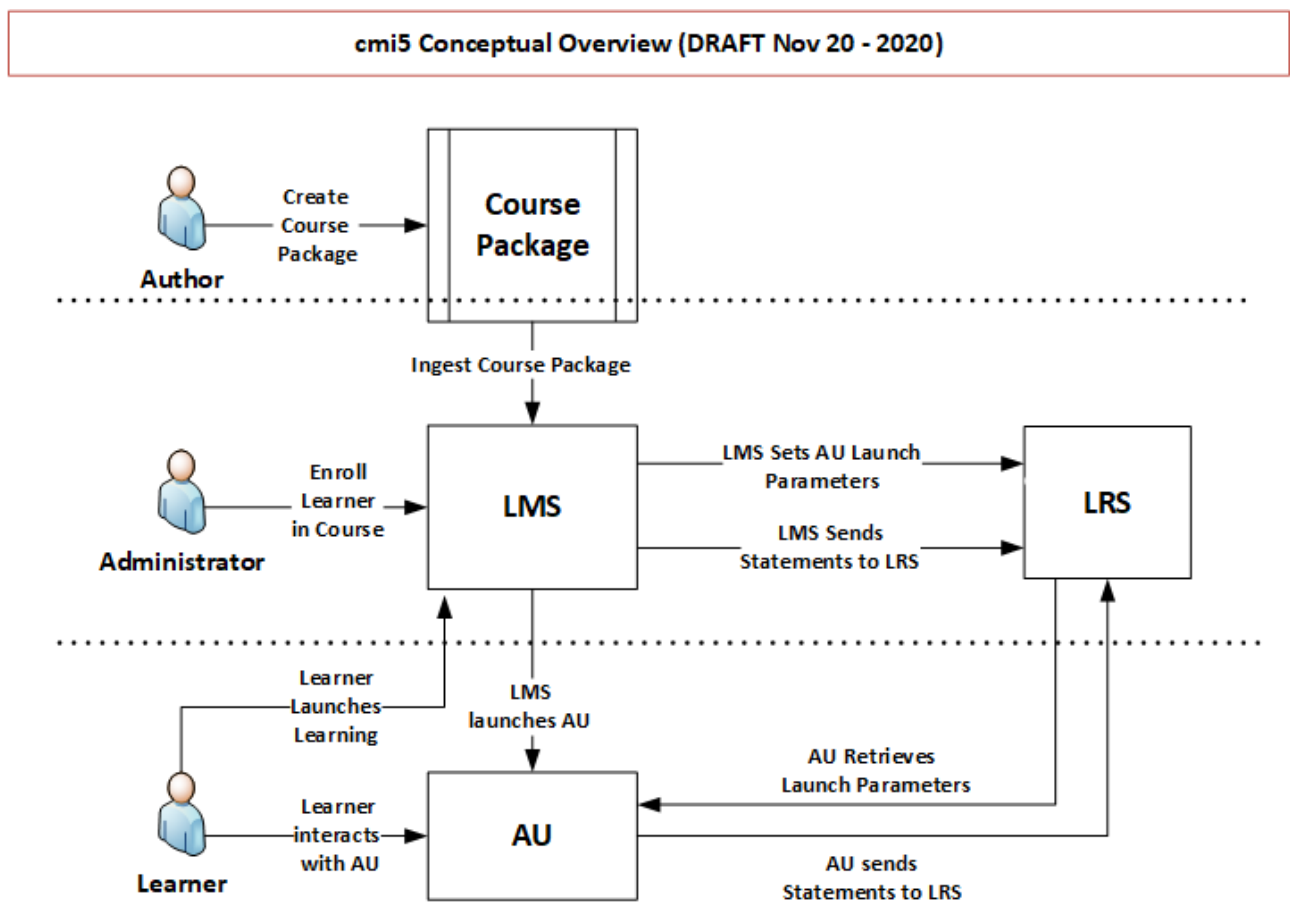 cmi5 Conceptual Overview (DRAFT Nov 20 - 2020)
Create
Course
Package
Course
Package
Author
Ingest Course Package
Enroll
Learner
in Course
Administrator
LMS
LMS Sets AU Launch
Parameters
LMS Sends
Statements to LRS
LRS
Learner
Launches
Learning
LMS
launches AU
AU Retrieves
Launch Parameters
Learner
interacts
with AU
Learner
AU
AU sends
Statements to LRS